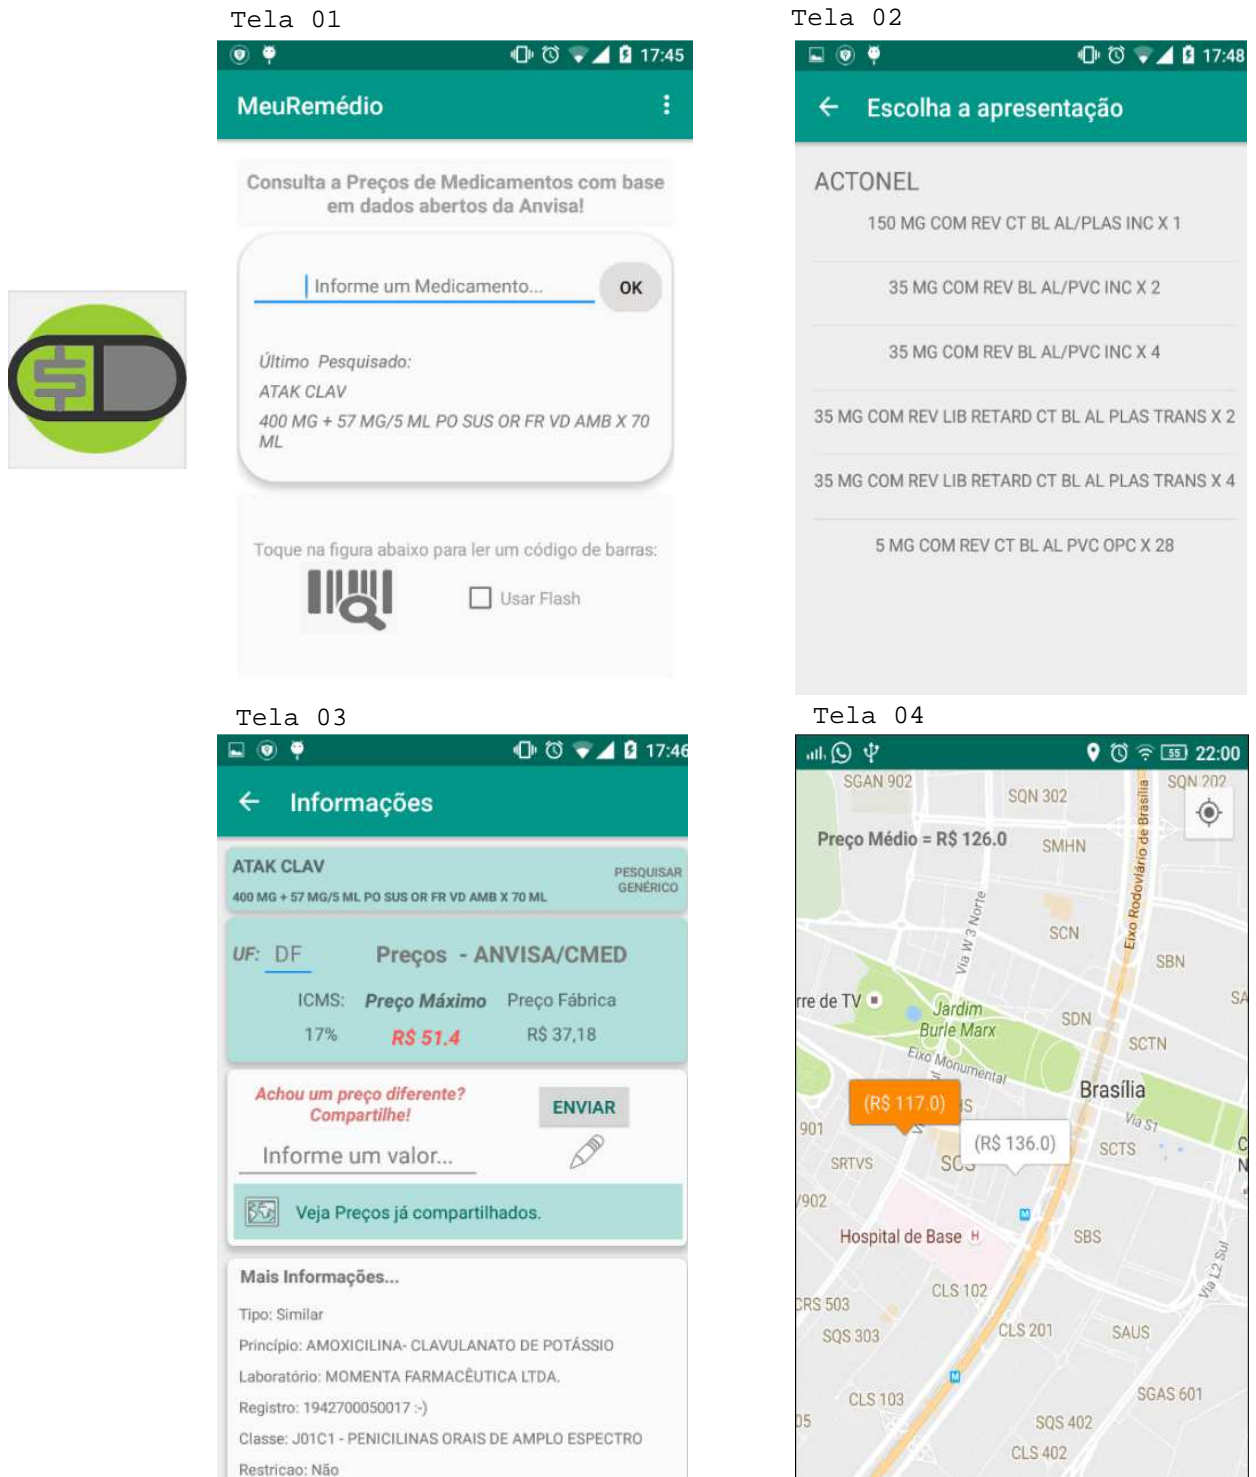 Tela 01
17:45
MeuRemédio
Consulta a Preços de Medicamentos com base
em dados abertos da Anvisa!
Informe um Medicamento...
OK
Último Pesquisado:
ATAK CLAV
400 MG + 57 MG/5 ML PO SUS OR FR VD AMB X 70
ML
Toque na figura abaixo para ler um código de barras:
Usar Flash
Tela 02
17:48
Escolha a apresentação
ACTONEL
150 MG COM REV CT BL AL/PLAS INC X 1
35 MG COM REV BL AL/PVC INC X 2
35 MG COM REV BL AL/PVC INC X 4
35 MG COM REV LIB RETARD CT BL AL PLAS TRANS X 2
35 MG COM REV LIB RETARD CT BL AL PLAS TRANS X 4
5 MG COM REV CT BL AL PVC OPC X 28
Tela 03
17:46
Informações
ATAK CLAV
PESQUISAR
GENÉRICO
400 MG + 57 MG/5 ML PO SUS OR FR VD AMB X 70 ML
UF: DF Preços - ANVISA/CMED
ICMS: Preço Máximo Preço Fábrica
17% R$ 51.4 R$ 37,18
Achou um preço diferente?
Compartilhe!
ENVIAR
Informe um valor...
Veja Preços já compartilhados.
Mais Informações...
Tipo: Similar
Princípio: AMOXICILINA- CLAVULANATO DE POTÁSSIO
Laboratório: MOMENTA FARMACÊUTICA LTDA.
Registro: 1942700050017 :-)
Classe: J01C1 - PENICILINAS ORAIS DE AMPLO ESPECTRO
Restricao: Não
Tela 04
55 22:00
SGAN 902
SQN 302
SQN 202
Preço Médio = R$ 126.0
SMHN
Eixo Rodoviário de Brasília
Via W 3 Norte
SCN
SBN
SA
rre de TV
Jardim
Burle Marx
SDN
SCTN
Eixo Monumental
Brasília
(R$ 117.0)
HS
Via S1
901
(R$ 136.0)
SCTS
C
N
SRTVS
SCS
/902
M
Hospital de Base H
SBS
Via L2 Sul
CLS 102
CRS 503
SQS 303
CLS 201
SAUS
M
CLS 103
SGAS 601
05
SQS 402
CLS 402